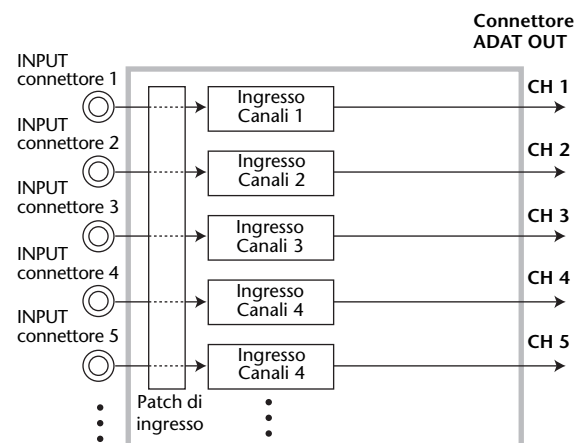 Connettore
ADAT OUT
INPUT
connettore 1
Ingresso
Canali 1
CH 1
INPUT
connettore 2
Ingresso
Canali 2
CH 2
INPUT
connettore 3
Ingresso
Canali 3
CH 3
INPUT
connettore 4
Ingresso
Canali 4
CH 4
INPUT
connettore 5
Ingresso
Canali 4
CH 5
Patch di
ingresso